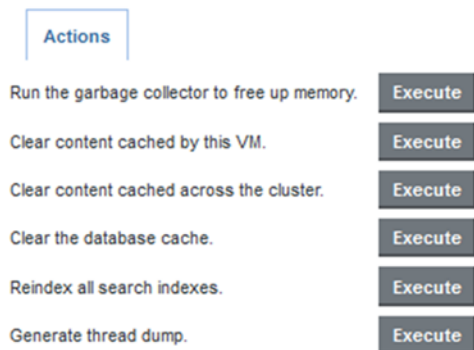 Actions
Run the garbage collector to free up memory. Execute
Clear content cached by this VM. Execute
Clear content cached across the cluster. Execute
Clear the database cache. Execute
Reindex all search indexes. Execute
Generate thread dump. Execute